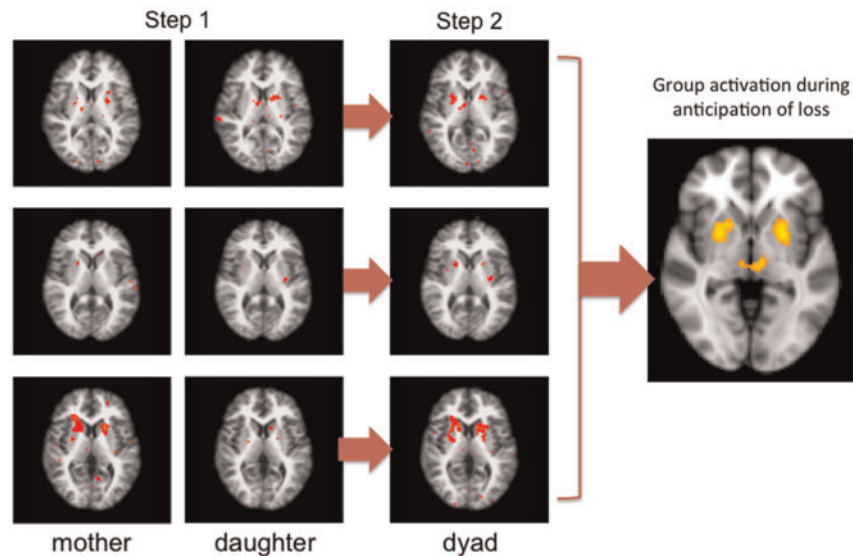 Step 1
Step 2
Group activation during
anticipation of loss
mother
daughter
dyad